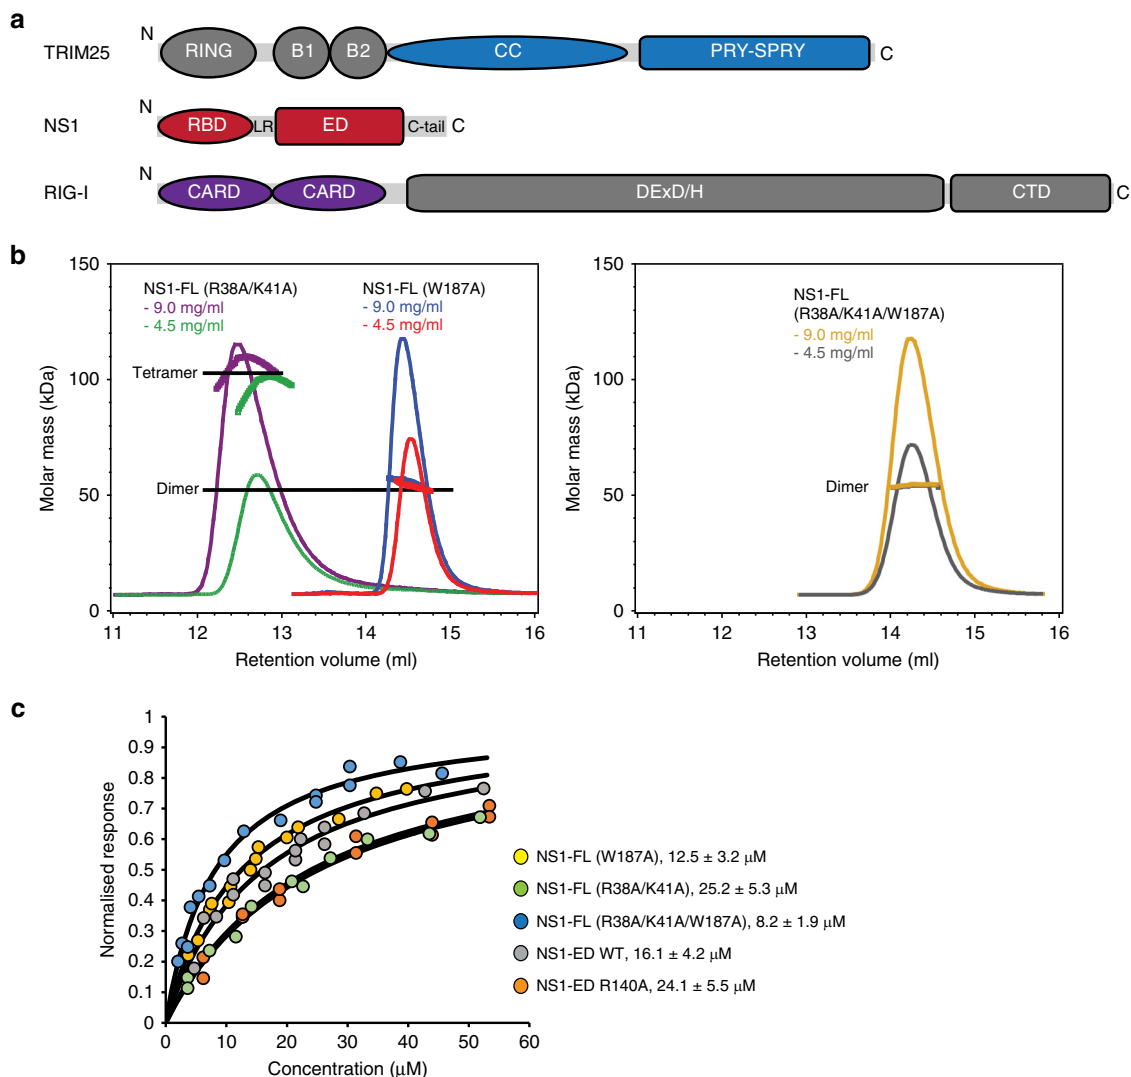 a
TRIM25
N
RING
B1
B2
CC
PRY-SPRY
C
NS1
N
RBD
LR
ED
C-tail
C
RIG-I
N
CARD
CARD
DExD/H
CTD
C
b
Molar mass (kDa)
150
100
50
0
NS1-FL (R38A/K41A)
- 9.0 mg/ml
- 4.5 mg/ml
NS1-FL (W187A)
- 9.0 mg/ml
- 4.5 mg/ml
Tetramer
Dimer
11 12 13 14 15 16
Retention volume (ml)
Molar mass (kDa)
150
100
50
0
NS1-FL
(R38A/K41A/W187A)
- 9.0 mg/ml
- 4.5 mg/ml
Dimer
11 12 13 14 15 16
Retention volume (ml)
c
Normalised response
1
0.9
0.8
0.7
0.6
0.5
0.4
0.3
0.2
0.1
0
0 10 20 30 40 50 60
Concentration (μM)
NS1-FL (W187A), 12.5 ± 3.2 μM
NS1-FL (R38A/K41A), 25.2 ± 5.3 μM
NS1-FL (R38A/K41A/W187A), 8.2 ± 1.9 μM
NS1-ED WT, 16.1 ± 4.2 μM
NS1-ED R140A, 24.1 ± 5.5 μM